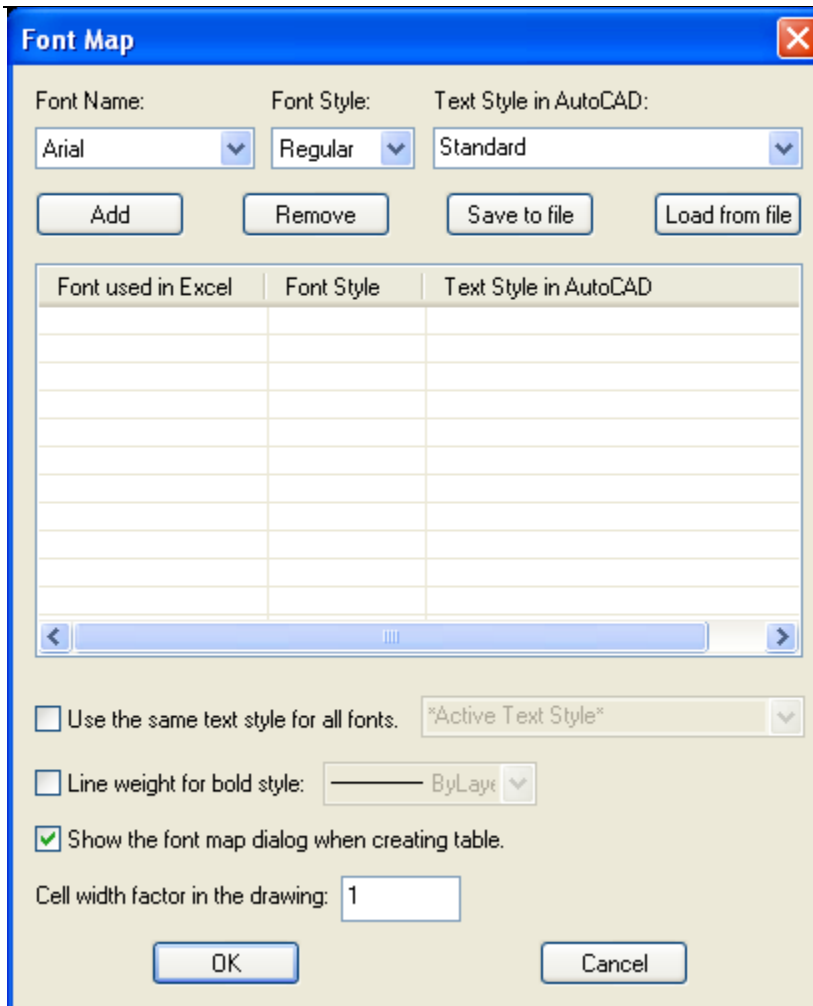 Font Map
Font Name: Font Style: Text Style in AutoCAD:
Arial Regular Standard
Add Remove Save to file Load from file
Font used in Excel Font Style Text Style in AutoCAD
Use the same text style for all fonts. *Active Text Style*
Line weight for bold style: ByLaye
Show the font map dialog when creating table.
Cell width factor in the drawing: 1
OK Cancel